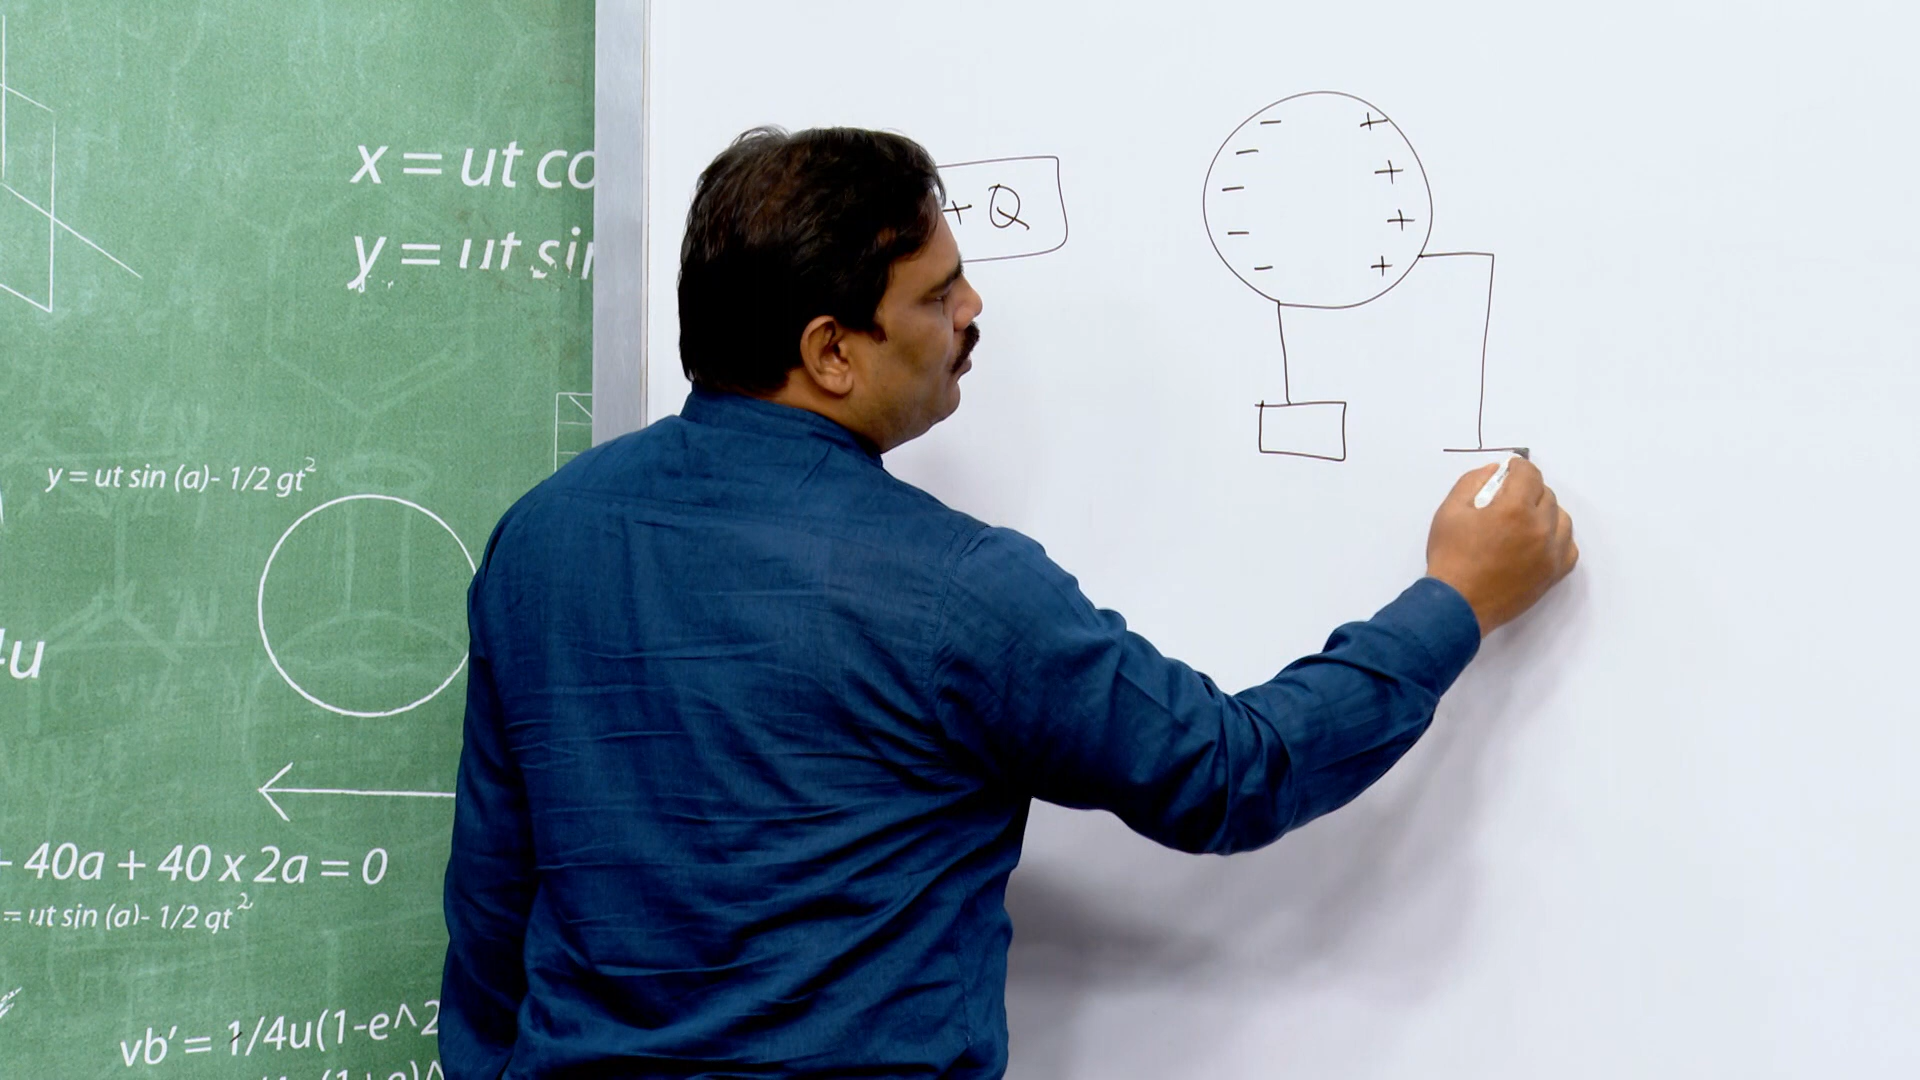 x = ut co
y = ut sin
y = ut sin (a)- 1/2 gt²
4u
- 40a + 40 x 2a = 0
= ut sin (a)- 1/2 gt²
vb' = 1/4u(1-e^2
+ Q
− +
− +
− +
− +
−